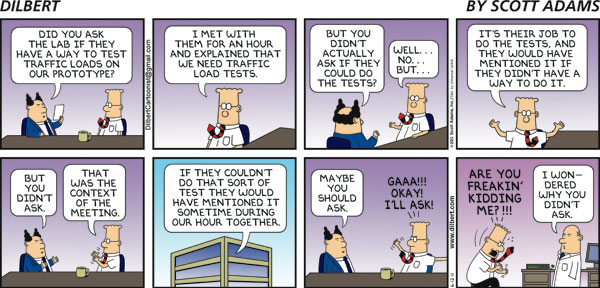 DILBERT
BY SCOTT ADAMS
DID YOU ASK
THE LAB IF THEY
HAVE A WAY TO TEST
TRAFFIC LOADS ON
OUR PROTOTYPE?
DilbertCartoonist@gmail.com
I MET WITH
THEM FOR AN HOUR
AND EXPLAINED THAT
WE NEED TRAFFIC
LOAD TESTS.
BUT YOU
DIDN'T
ACTUALLY
ASK IF THEY
COULD DO
THE TESTS?
WELL...
NO...
BUT...
IT'S THEIR JOB TO
DO THE TESTS, AND
THEY WOULD HAVE
MENTIONED IT IF
THEY DIDN'T HAVE A
WAY TO DO IT.
BUT
YOU
DIDN'T
ASK.
THAT
WAS THE
CONTEXT
OF THE
MEETING.
IF THEY COULDN'T
DO THAT SORT OF
TEST THEY WOULD
HAVE MENTIONED IT
SOMETIME DURING
OUR HOUR TOGETHER.
MAYBE
YOU
SHOULD
ASK.
GAAA!!!
OKAY!
I'LL ASK!
www.dilbert.com
ARE YOU
FREAKIN'
KIDDING
ME?!!!
I WON-
DERED
WHY YOU
DIDN'T
ASK.